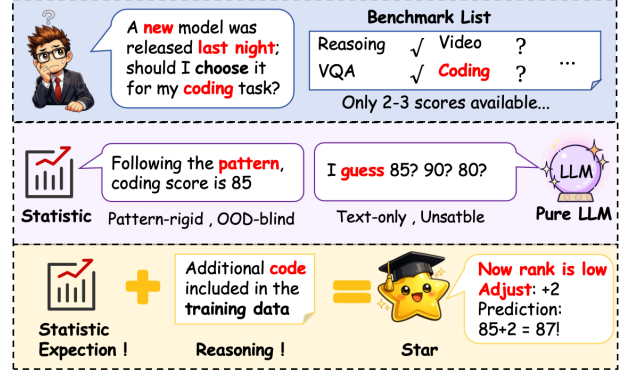 ?
A new model was
released last night;
should I choose it
for my coding task?
Benchmark List
Reasoing √ Video ?
VQA √ Coding ?
...
Only 2-3 scores available...
Following the pattern,
coding score is 85
Statistic
Pattern-rigid , OOD-blind
I guess 85? 90? 80?
LLM
Text-only , Unsatble
Pure LLM
Statistic
Expection !
+
Additional code
included in the
training data
Reasoning !
=
Star
Now rank is low
Adjust: +2
Prediction:
85+2 = 87!